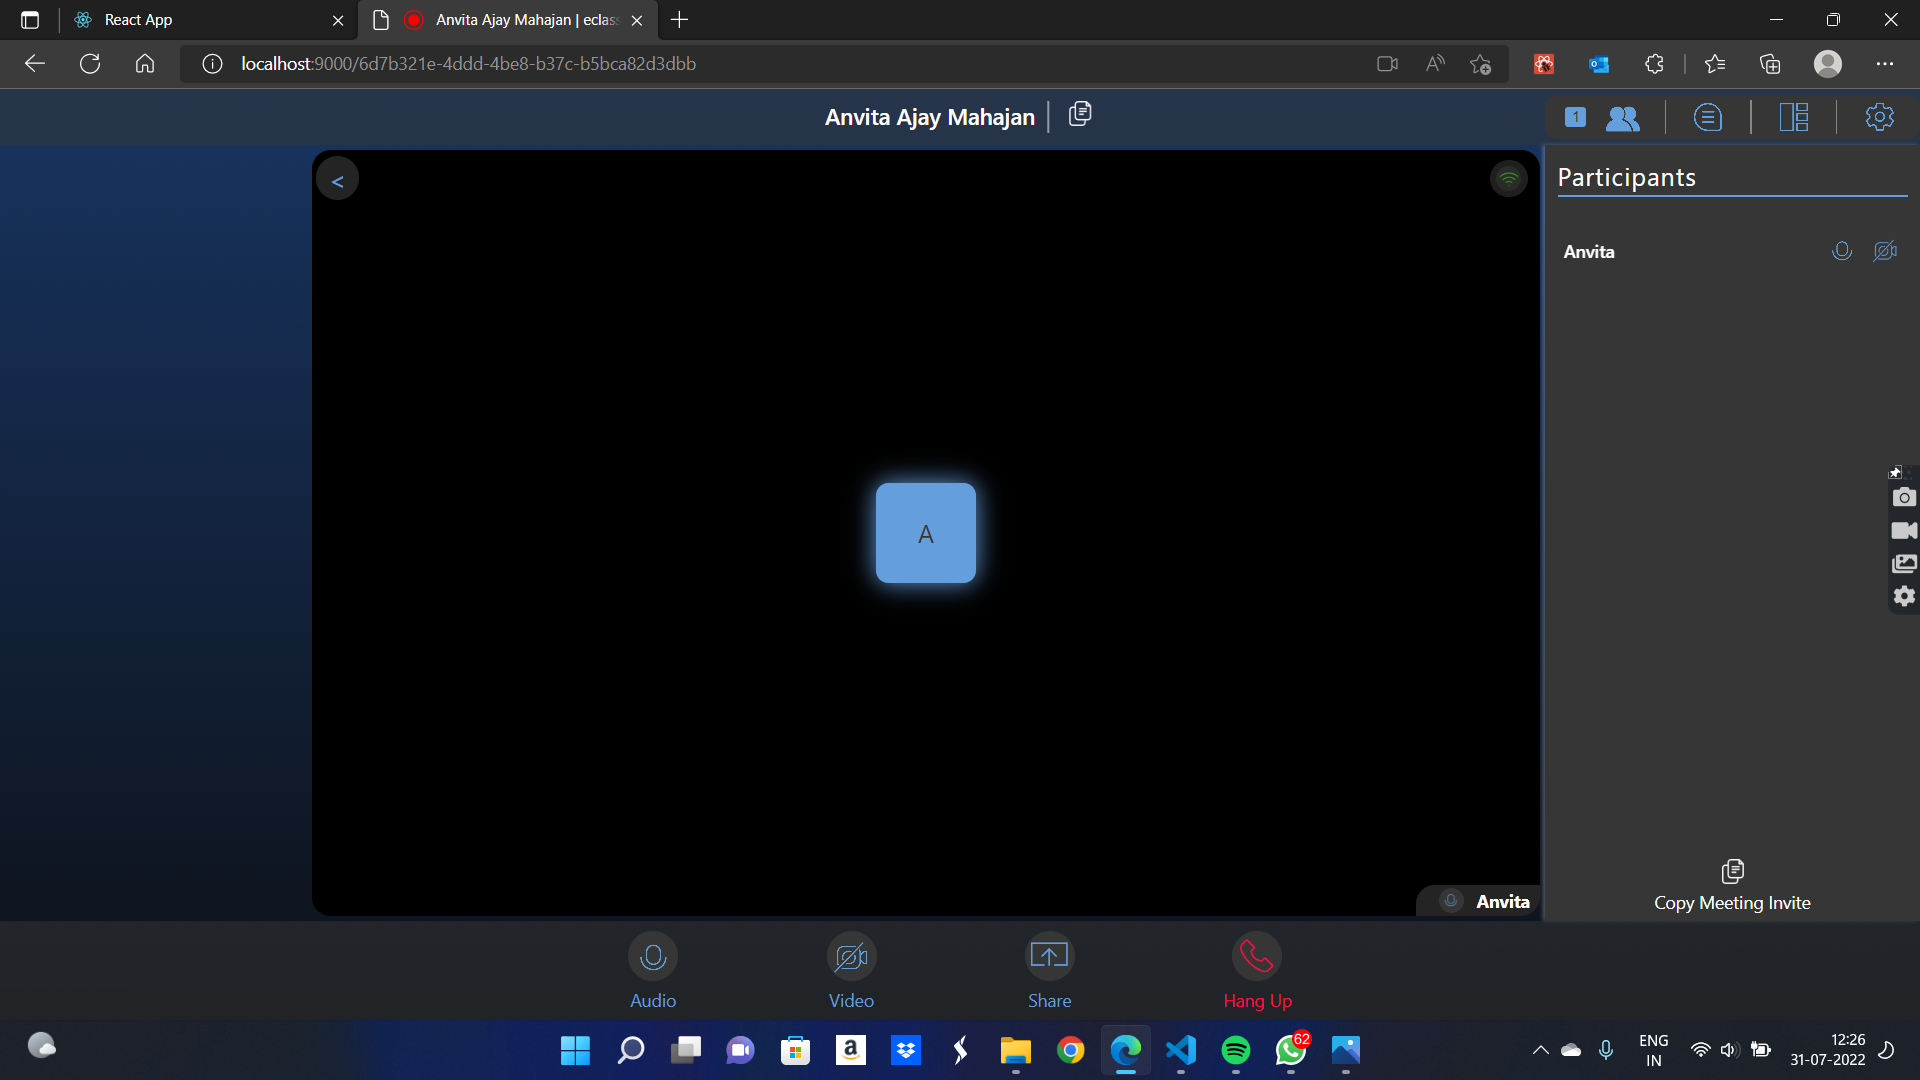 React App
Anvita Ajay Mahajan | eclas
localhost:9000/6d7b321e-4ddd-4be8-b37c-b5bca82d3dbb
Anvita Ajay Mahajan
1
Participants
<
Anvita
A
Anvita
Copy Meeting Invite
Audio
Video
Share
Hang Up
a
62
ENG
IN
12:26
31-07-2022